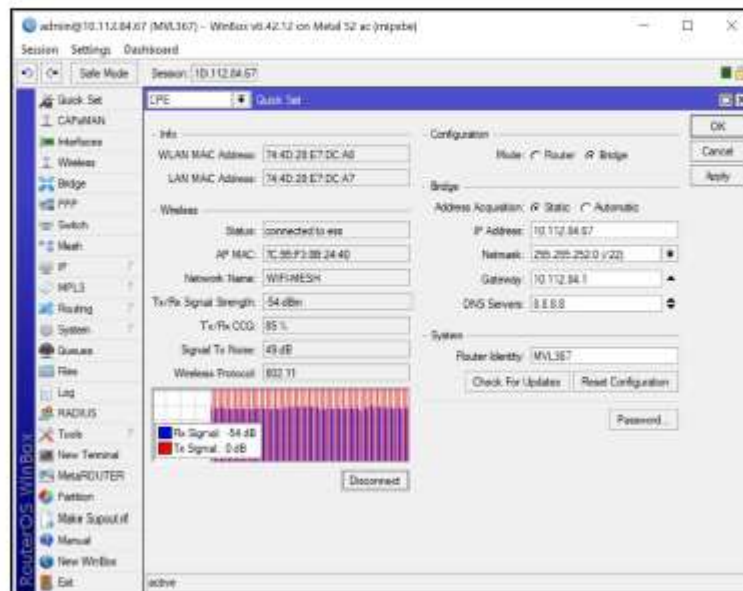 admin@10.112.84.67 (MVL367) - WinBox v6.42.12 on Metal 52 ac (mipsbe)
Session Settings Dashboard
Safe Mode Session: 10.112.84.67
Quick Set
CAPsMAN
Interfaces
Wireless
Bridge
PPP
Switch
Mesh
IP
MPLS
Routing
System
Queues
Files
Log
RADIUS
Tools
New Terminal
MetaROUTER
Partition
Make Supout.rif
Manual
New WinBox
Exit
RouterOS WinBox
CPE Quick Set
Info
WLAN MAC Address: 74:4D:28:E7:DC:A8
LAN MAC Address: 74:4D:28:E7:DC:A7
Wireless
Status: connected to ess
AP MAC:
Network Name: WIFI-MESH
Tx/Rx Signal Strength: -54 dBm
Tx/Rx CCQ: 85 %
Signal To Noise: 49 dB
Wireless Protocol: 802.11
Rx Signal: -54 dB
Tx Signal: 0 dB
Disconnect
Configuration
Mode: Router Bridge
Bridge
Address Acquisition: Static Automatic
IP Address: 10.112.84.67
Netmask: 255.255.252.0 (/22)
Gateway: 10.112.84.1
DNS Servers: 8.8.8.8
System
Router Identity: MVL367
Check For Updates Reset Configuration
Password...
OK
Cancel
Apply
active